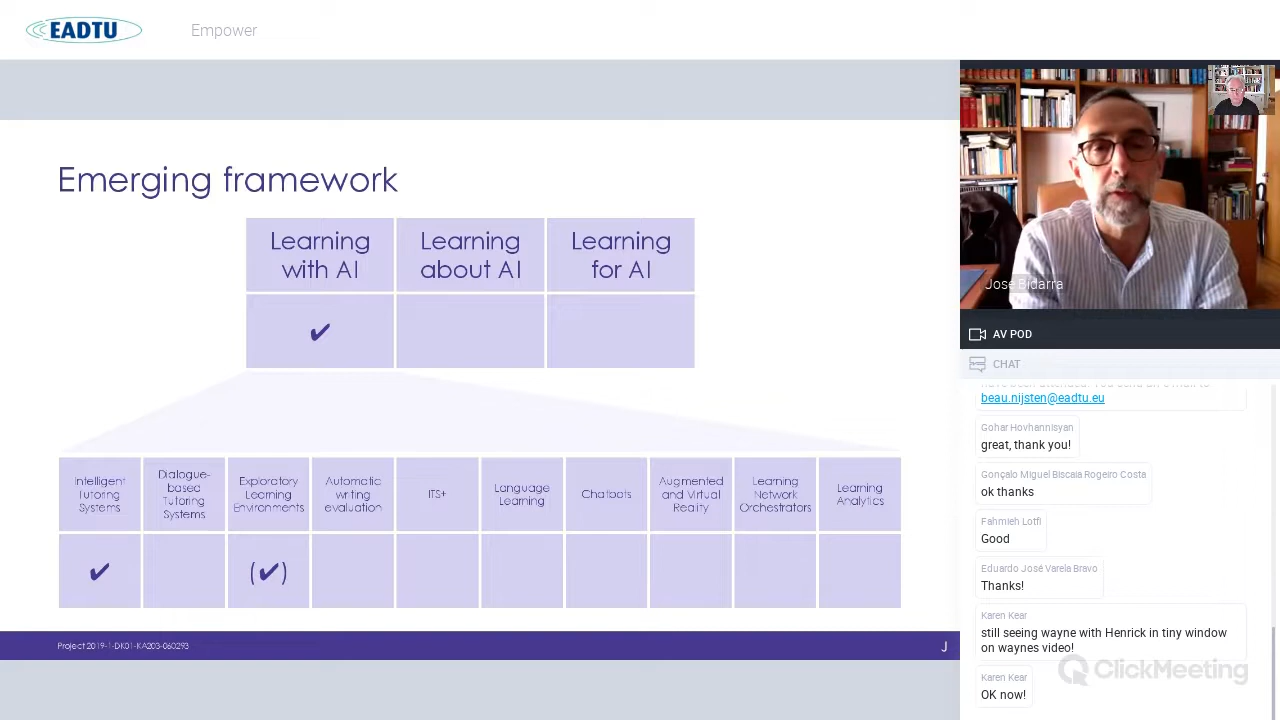 EADTU
Empower
Emerging framework
Learning
with AI
Learning
about AI
Learning
for AI
✔
Intelligent
Tutoring
Systems
Dialogue-
based
Tutoring
Systems
Exploratory
Learning
Environments
Automatic
writing
evaluation
ITS+
Language
Learning
Chatbots
Augmented
and Virtual
Reality
Learning
Network
Orchestrators
Learning
Analytics
✔
(✔)
Project 2019-1-DK01-KA203-060293
J
Jose Bidarra
AV POD
CHAT
beau.nijsten@eadtu.eu
Gohar Hovhannisyan
great, thank you!
Gonçalo Miguel Biscaia Rogeiro Costa
ok thanks
Fahmieh Lotfi
Good
Eduardo José Varela Bravo
Thanks!
Karen Kear
still seeing wayne with Henrick in tiny window
on waynes video!
ClickMeeting
Karen Kear
OK now!